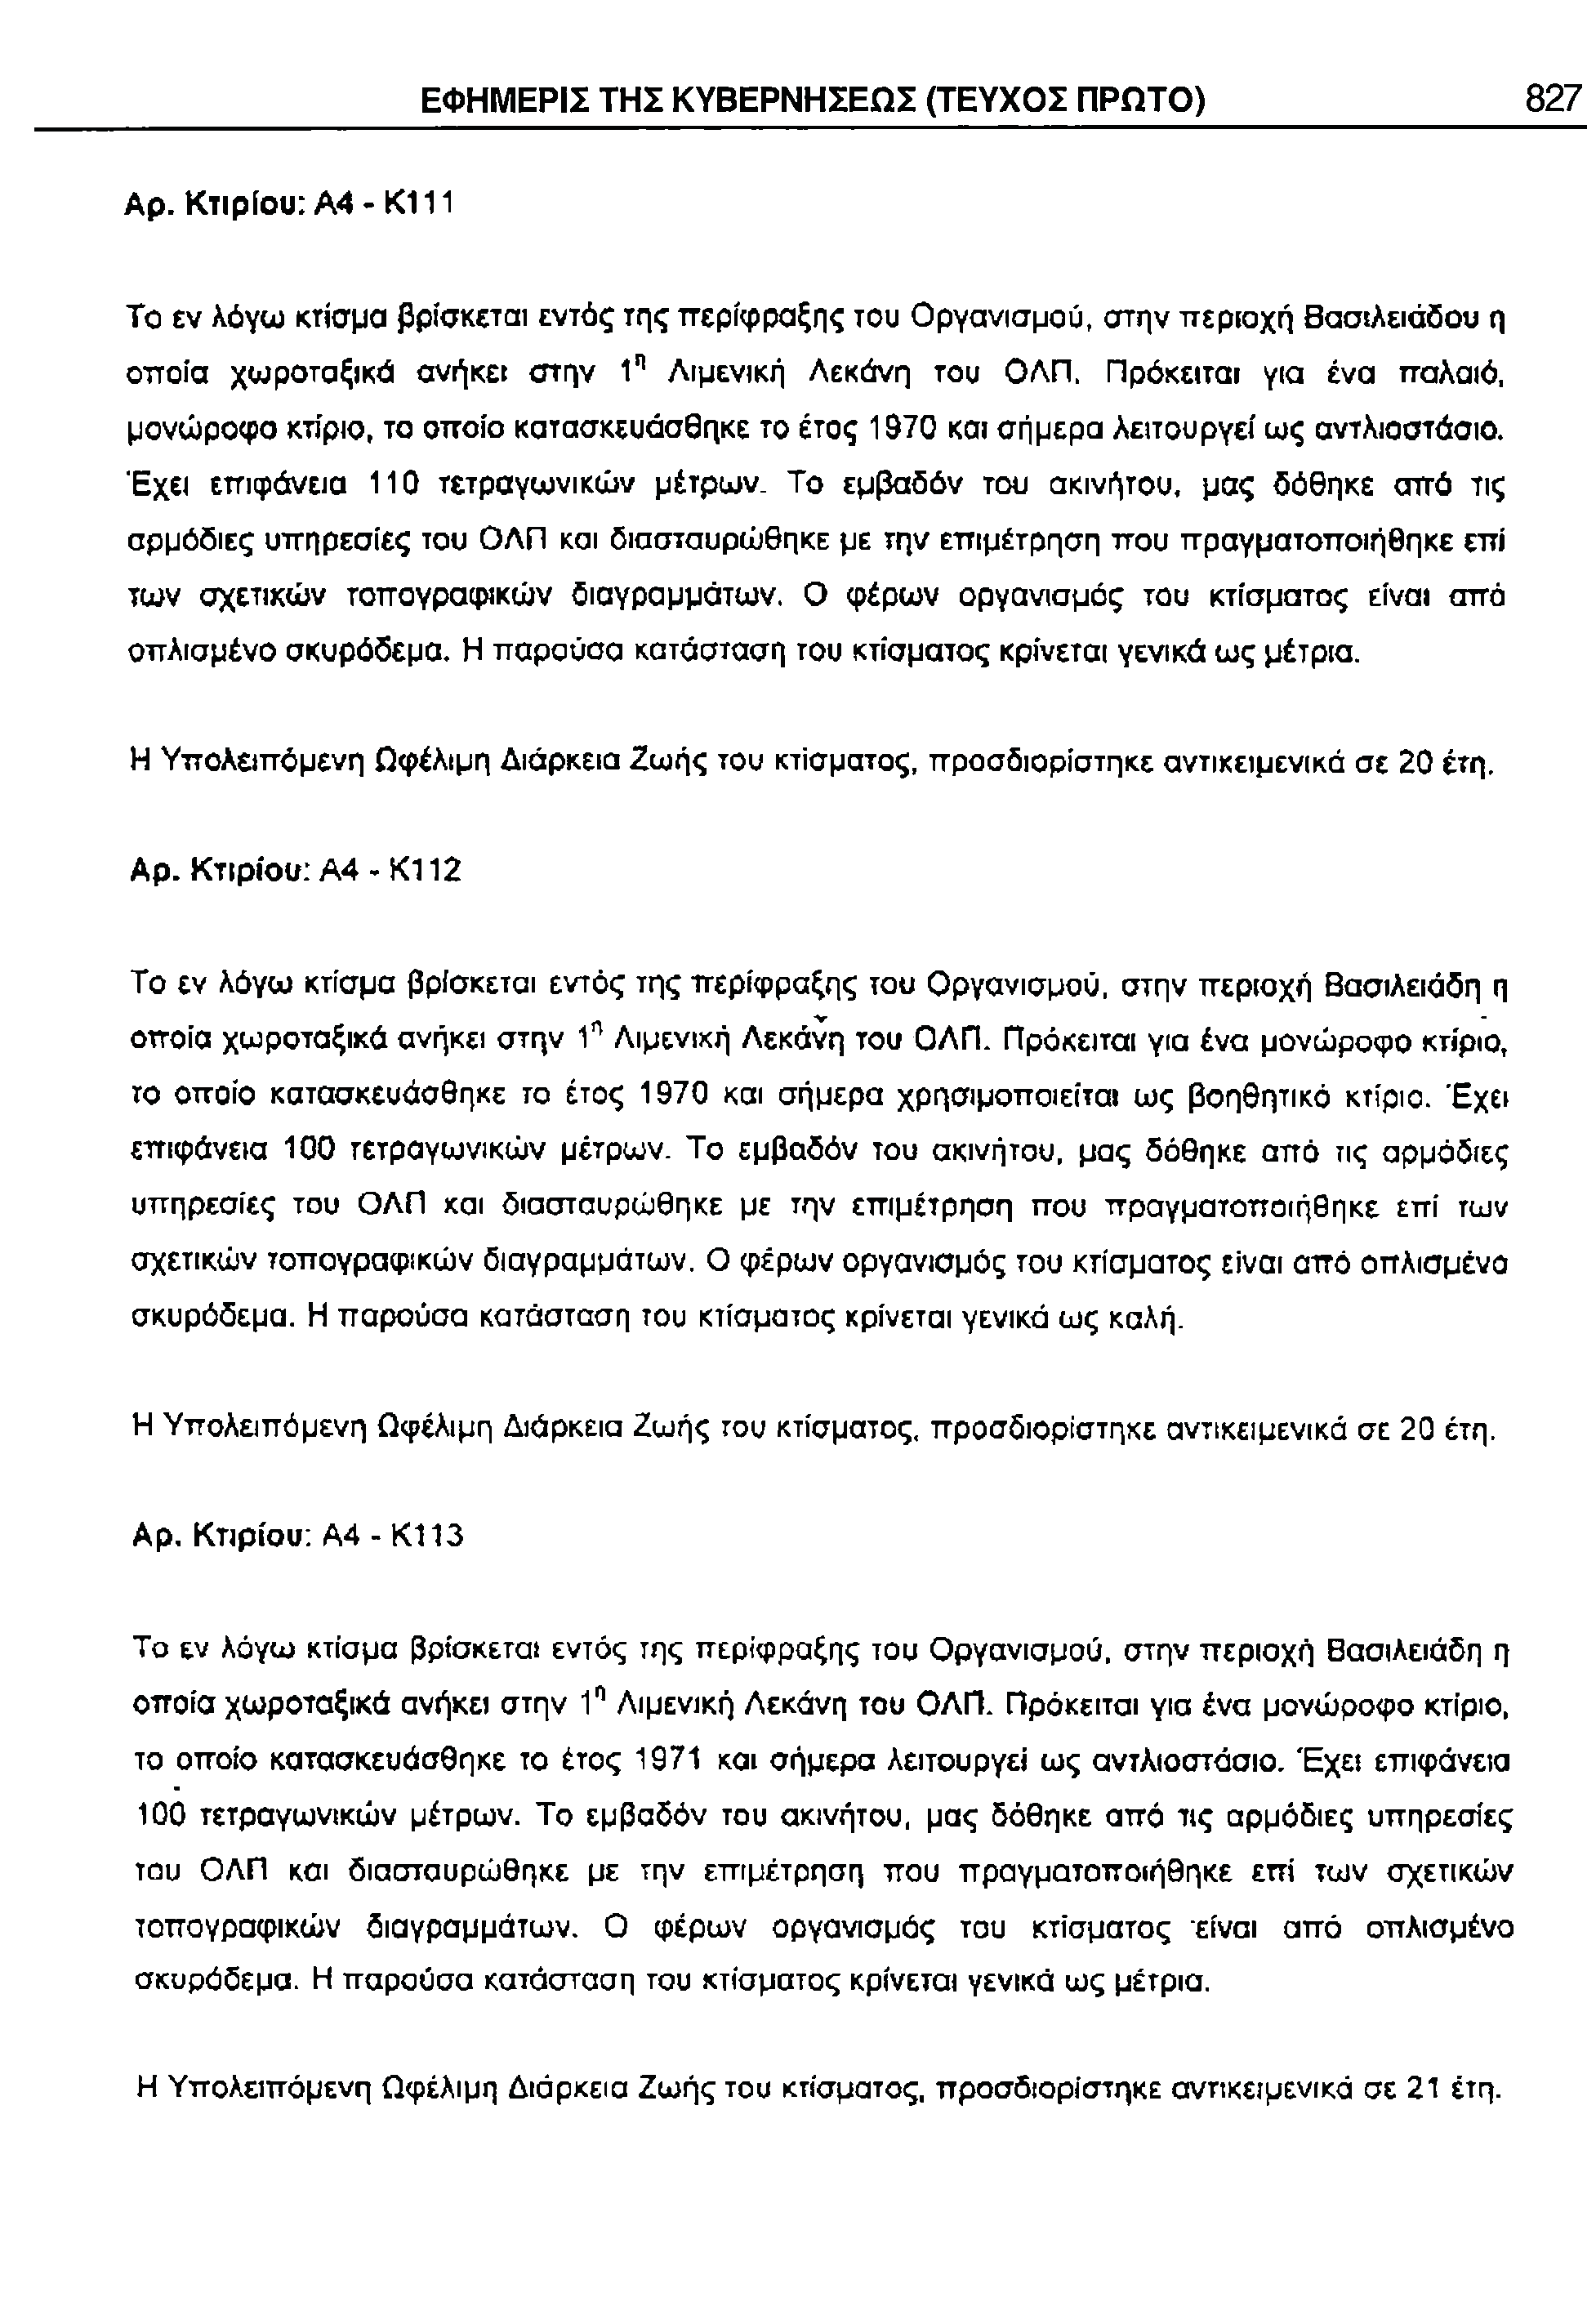 ΕΦΗΜΕΡΙΣ ΤΗΣ ΚΥΒΕΡΝΗΣΕΩΣ (ΤΕΥΧΟΣ ΠΡΩΤΟ) 827
Αρ. Κτιρίου: Α4 - Κ111
Το εν λόγω κτίσμα βρίσκεται εντός της περίφραξης του Οργανισμού, στην περιοχή Βασιλειάδου η
οποία χωροταξικά ανήκει στην 1η Λιμενική Λεκάνη του ΟΛΠ. Πρόκειται για ένα παλαιό,
μονώροφο κτίριο, το οποίο κατασκευάσθηκε το έτος 1970 και σήμερα λειτουργεί ως αντλιοστάσιο.
Έχει επιφάνεια 110 τετραγωνικών μέτρων. Το εμβαδόν του ακινήτου, μας δόθηκε από τις
αρμόδιες υπηρεσίες του ΟΛΠ και διασταυρώθηκε με την επιμέτρηση που πραγματοποιήθηκε επί
των σχετικών τοπογραφικών διαγραμμάτων. Ο φέρων οργανισμός του κτίσματος είναι από
οπλισμένο σκυρόδεμα. Η παρούσα κατάσταση του κτίσματος κρίνεται γενικά ως μέτρια.
Η Υπολειπόμενη Ωφέλιμη Διάρκεια Ζωής του κτίσματος, προσδιορίστηκε αντικειμενικά σε 20 έτη.
Αρ. Κτιρίου: Α4 - Κ112
Το εν λόγω κτίσμα βρίσκεται εντός της περίφραξης του Οργανισμού, στην περιοχή Βασιλειάδη η
οποία χωροταξικά ανήκει στην 1η Λιμενική Λεκάνη του ΟΛΠ. Πρόκειται για ένα μονώροφο κτίριο,
το οποίο κατασκευάσθηκε το έτος 1970 και σήμερα χρησιμοποιείται ως βοηθητικό κτίριο. Έχει
επιφάνεια 100 τετραγωνικών μέτρων. Το εμβαδόν του ακινήτου, μας δόθηκε από τις αρμόδιες
υπηρεσίες του ΟΛΠ και διασταυρώθηκε με την επιμέτρηση που πραγματοποιήθηκε επί των
σχετικών τοπογραφικών διαγραμμάτων. Ο φέρων οργανισμός του κτίσματος είναι από οπλισμένο
σκυρόδεμα. Η παρούσα κατάσταση του κτίσματος κρίνεται γενικά ως καλή.
Η Υπολειπόμενη Ωφέλιμη Διάρκεια Ζωής του κτίσματος, προσδιορίστηκε αντικειμενικά σε 20 έτη.
Αρ. Κτιρίου: Α4 - Κ113
Το εν λόγω κτίσμα βρίσκεται εντός της περίφραξης του Οργανισμού, στην περιοχή Βασιλειάδη η
οποία χωροταξικά ανήκει στην 1η Λιμενική Λεκάνη του ΟΛΠ. Πρόκειται για ένα μονώροφο κτίριο,
το οποίο κατασκευάσθηκε το έτος 1971 και σήμερα λειτουργεί ως αντλιοστάσιο. Έχει επιφάνεια
100 τετραγωνικών μέτρων. Το εμβαδόν του ακινήτου, μας δόθηκε από τις αρμόδιες υπηρεσίες
του ΟΛΠ και διασταυρώθηκε με την επιμέτρηση που πραγματοποιήθηκε επί των σχετικών
τοπογραφικών διαγραμμάτων. Ο φέρων οργανισμός του κτίσματος είναι από οπλισμένο
σκυρόδεμα. Η παρούσα κατάσταση του κτίσματος κρίνεται γενικά ως μέτρια.
Η Υπολειπόμενη Ωφέλιμη Διάρκεια Ζωής του κτίσματος, προσδιορίστηκε αντικειμενικά σε 21 έτη.